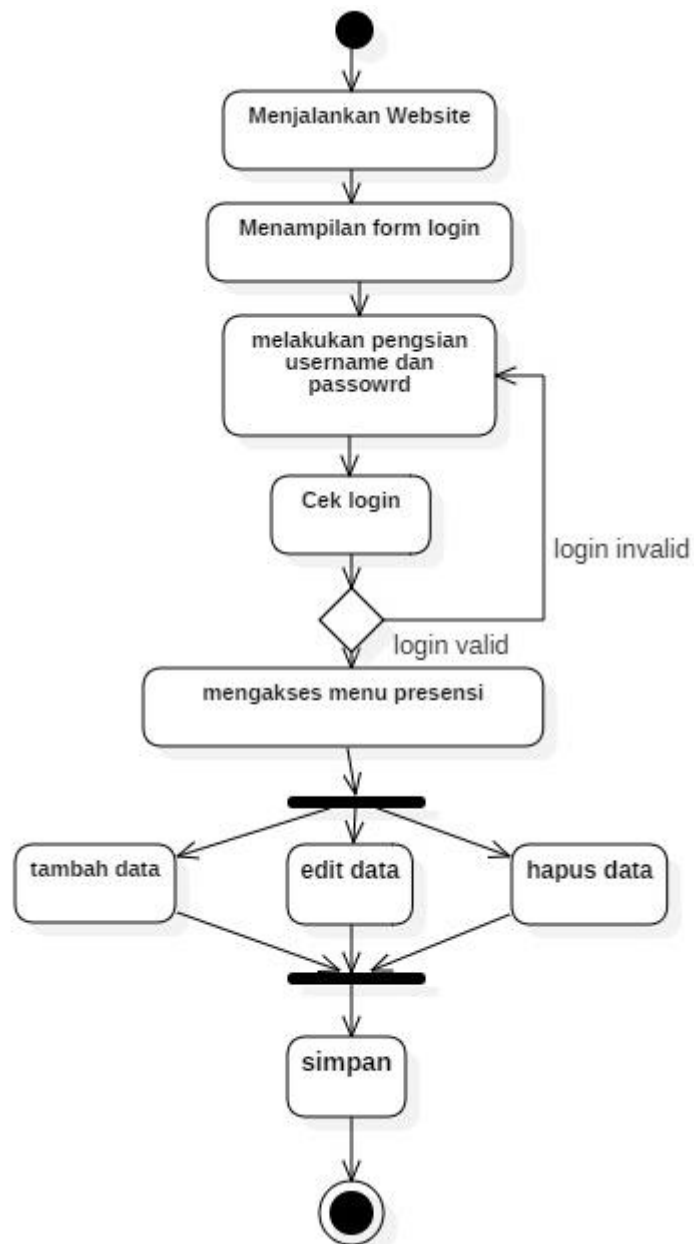 Menjalankan Website
Menampilan form login
melakukan pengsian
username dan
passowrd
Cek login
login invalid
login valid
mengakses menu presensi
tambah data
edit data
hapus data
simpan